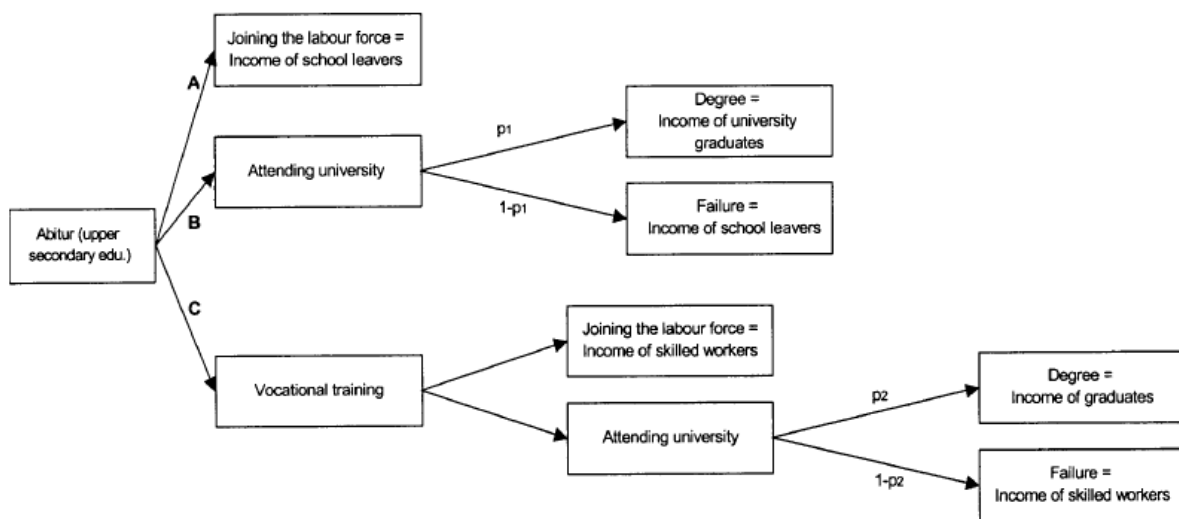 Joining the labour force =
Income of school leavers
A
Degree =
Income of university
graduates
p1
Attending university
1-p1
Failure =
Income of school leavers
B
Abitur (upper
secondary edu.)
C
Joining the labour force =
Income of skilled workers
Vocational training
Degree =
Income of graduates
p2
Attending university
1-p2
Failure =
Income of skilled workers